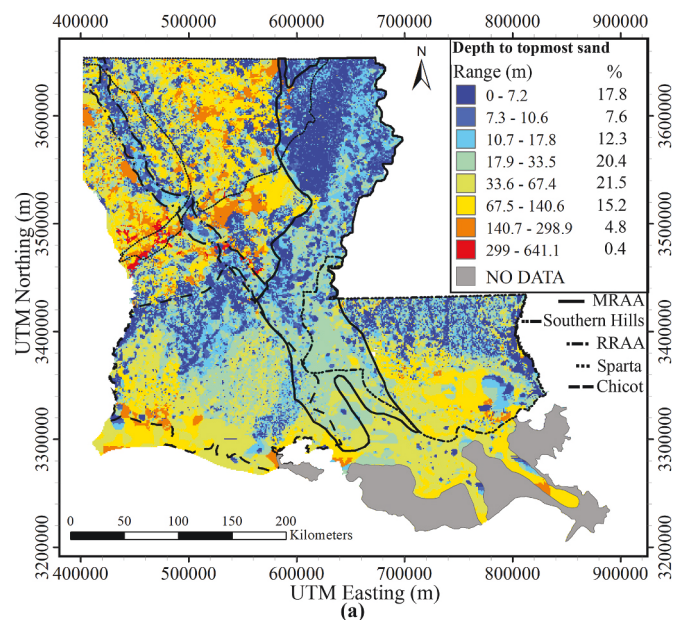 400000 500000 600000 700000 800000 900000
(a)
N
Depth to topmost sand
Range (m) %
0 - 7.2 17.8
7.3 - 10.6 7.6
10.7 - 17.8 12.3
17.9 - 33.5 20.4
33.6 - 67.4 21.5
67.5 - 140.6 15.2
140.7 - 298.9 4.8
299 - 641.1 0.4
NO DATA
MRAA
Southern Hills
RRAA
Sparta
Chicot
UTM Northing (m)
3600000
3500000
3400000
3300000
3200000
0 50 100 150 200
Kilometers
400000 500000 600000 700000 800000 900000
UTM Easting (m)
(a)
3600000
3500000
3400000
3300000
3200000